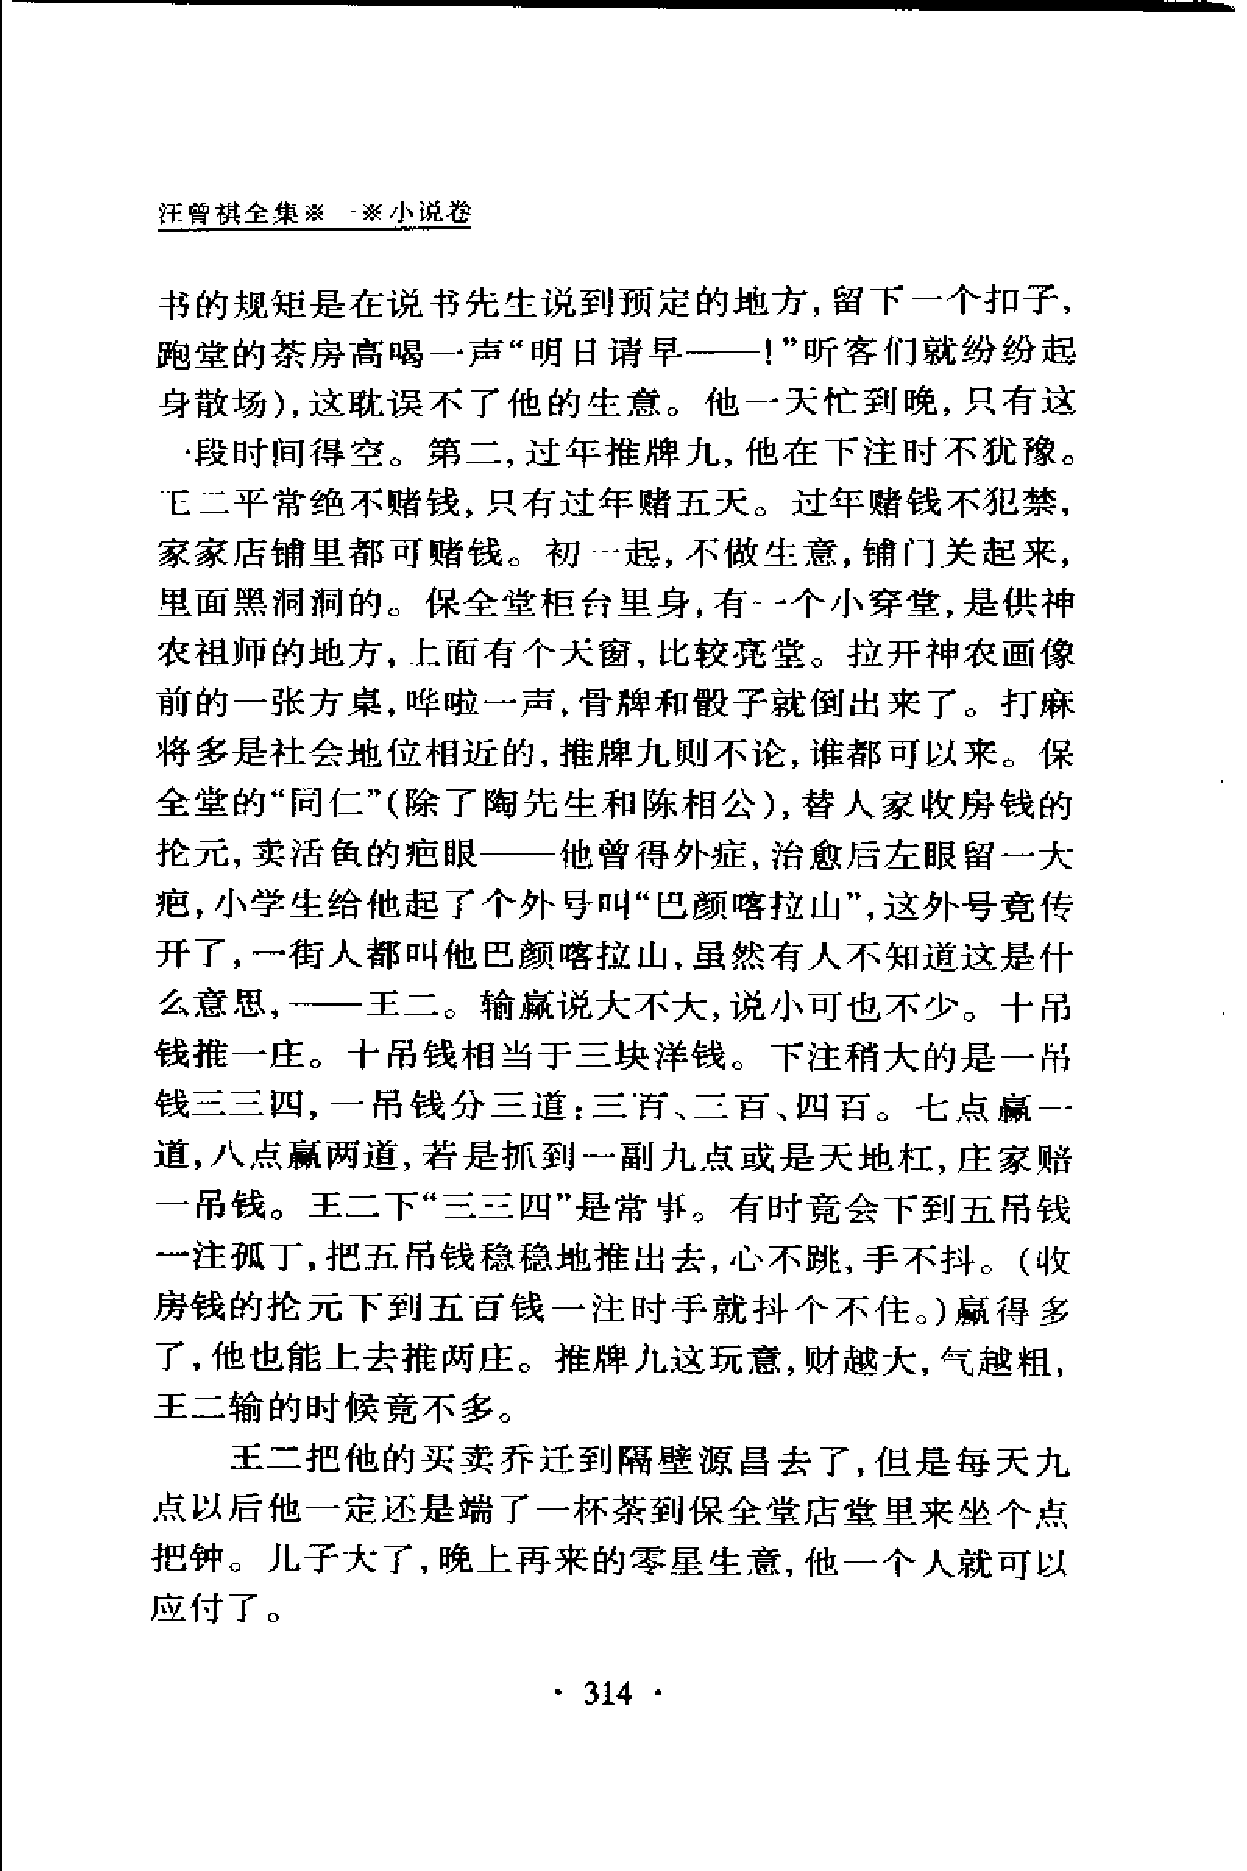 汪曾祺全集※一※小说卷
书的规矩是在说书先生说到预定的地方,留下一个扣子,
跑堂的茶房高喝一声“明日请早——!”听客们就纷纷起
身散场),这耽误不了他的生意。他一天忙到晚,只有这
一段时间得空。第二,过年推牌九,他在下注时不犹豫。
王二平常绝不赌钱,只有过年赌五天。过年赌钱不犯禁,
家家店铺里都可赌钱。初一起,不做生意,铺门关起来,
里面黑洞洞的。保全堂柜台里身,有一个小穿堂,是供神
农祖师的地方,上面有个天窗,比较亮堂。拉开神农画像
前的一张方桌,哗啦一声,骨牌和骰子就倒出来了。打麻
将多是社会地位相近的,推牌九则不论,谁都可以来。保
全堂的“同仁”(除了陶先生和陈相公),替人家收房钱的
抡元,卖活鱼的疤眼——他曾得外症,治愈后左眼留一大
疤,小学生给他起了个外号叫“巴颜喀拉山”,这外号竟传
开了,一街人都叫他巴颜喀拉山,虽然有人不知道这是什
么意思,——王二。输赢说大不大,说小可也不少。十吊
钱推一庄。十吊钱相当于三块洋钱。下注稍大的是一吊
钱三三四,一吊钱分三道:三百、三百、四百。七点赢一
道,八点赢两道,若是抓到一副九点或是天地杠,庄家赔
一吊钱。王二下“三三四”是常事。有时竟会下到五吊钱
一注孤丁,把五吊钱稳稳地推出去,心不跳,手不抖。(收
房钱的抡元下到五百钱一注时手就抖个不住。)赢得多
了,他也能上去推两庄。推牌九这玩意,财越大,气越粗,
王二输的时候竟不多。
王二把他的买卖乔迁到隔壁源昌去了,但是每天九
点以后他一定还是端了一杯茶到保全堂店堂里来坐个点
把钟。儿子大了,晚上再来的零星生意,他一个人就可以
应付了。
· 314 ·